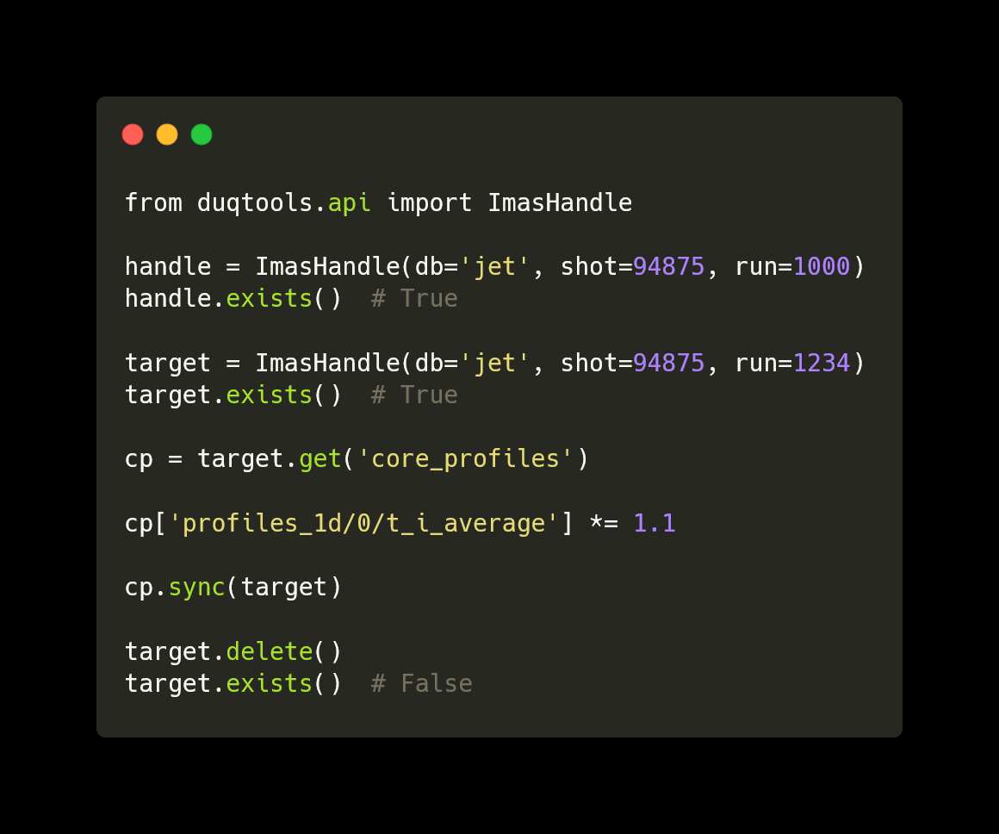 from duqtools.api import ImasHandle
handle = ImasHandle(db='jet', shot=94875, run=1000)
handle.exists()  # True
target = ImasHandle(db='jet', shot=94875, run=1234)
target.exists()  # True
cp = target.get('core_profiles')
cp['profiles_1d/0/t_i_average'] *= 1.1
cp.sync(target)
target.delete()
target.exists()  # False